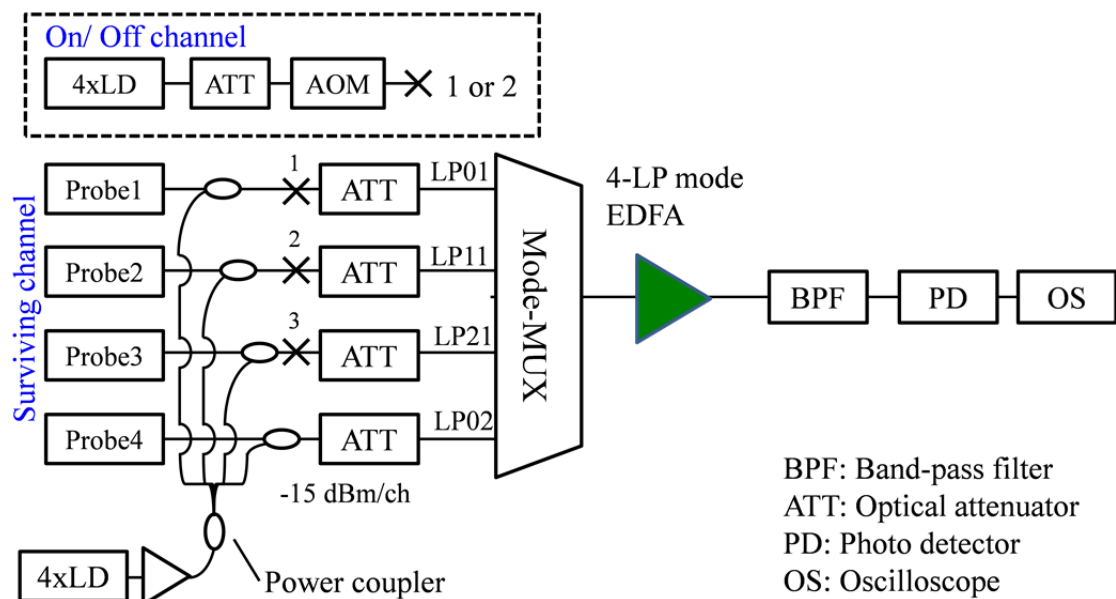 On/ Off channel
4xLD
ATT
AOM
1 or 2
Surviving channel
Probe1
1
ATT
LP01
Probe2
2
ATT
LP11
Probe3
3
ATT
LP21
Probe4
ATT
LP02
-15 dBm/ch
4xLD
Power coupler
Mode-MUX
4-LP mode
EDFA
BPF
PD
OS
BPF: Band-pass filter
ATT: Optical attenuator
PD: Photo detector
OS: Oscilloscope